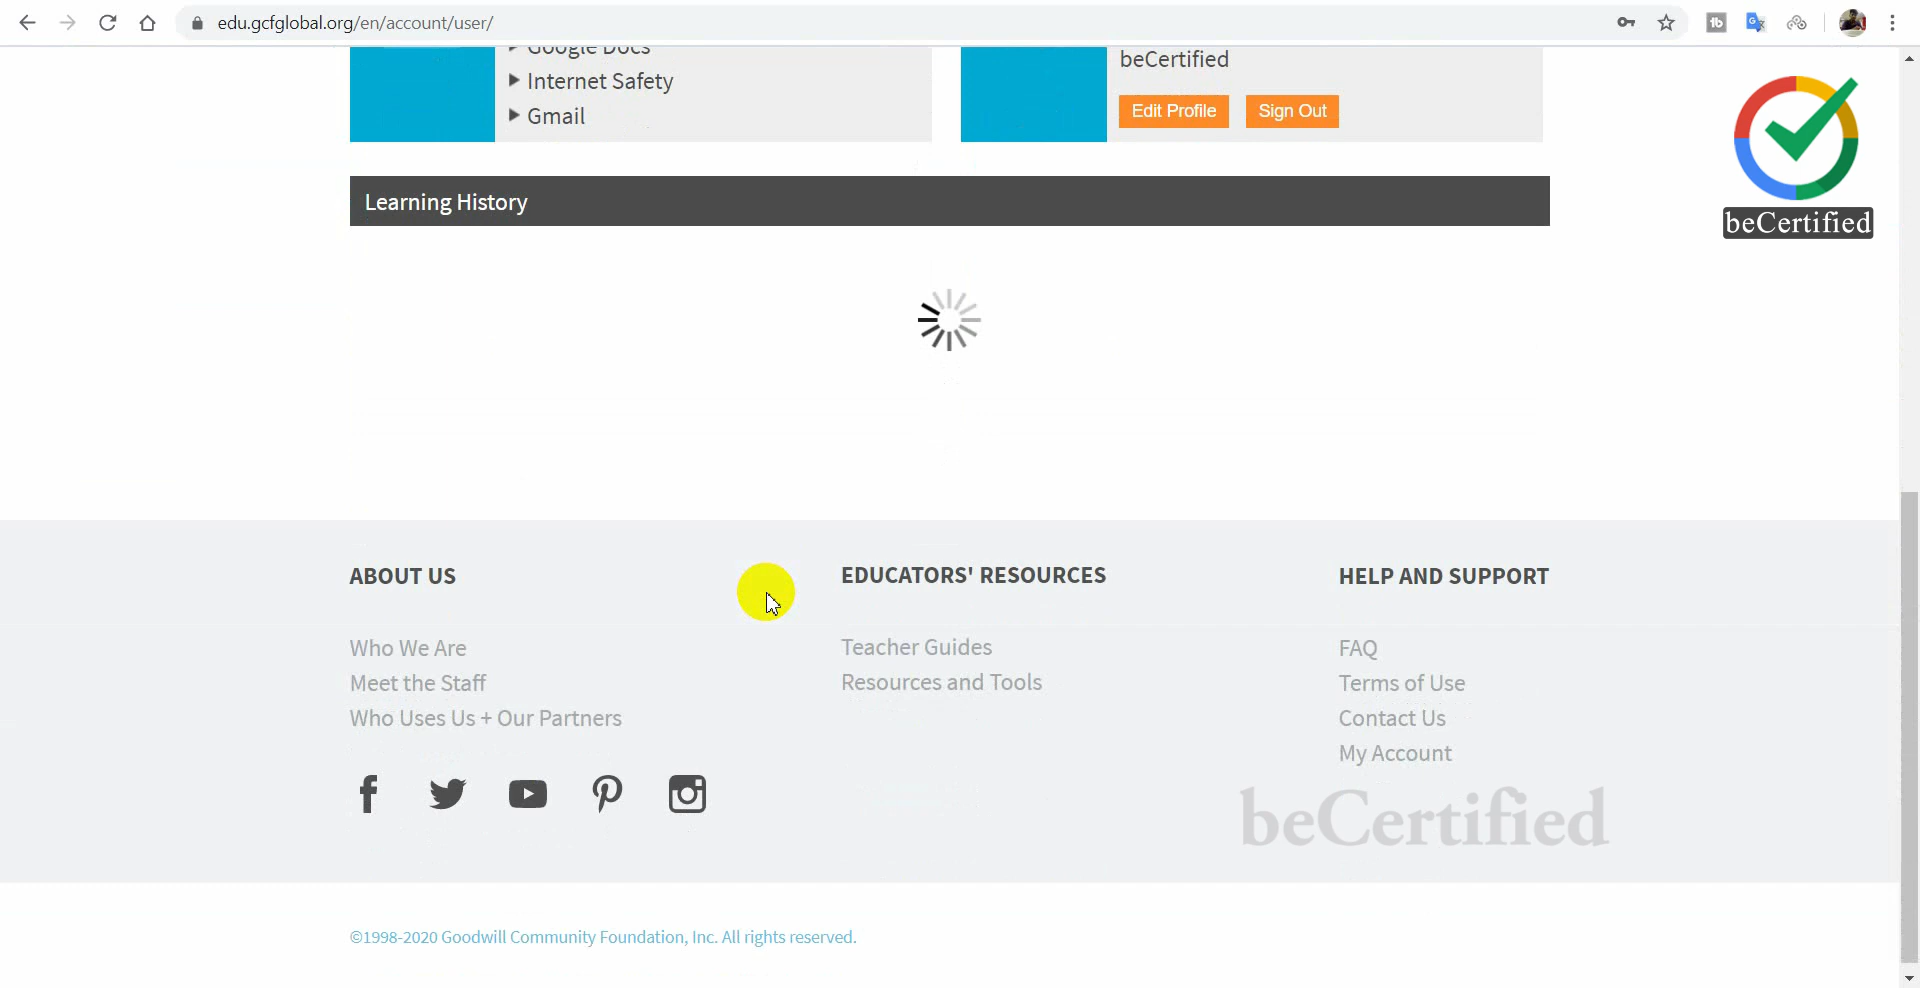 edu.gcfglobal.org/en/account/user/
Google Docs
Internet Safety
Gmail
beCertified
Edit Profile
Sign Out
beCertified
Learning History
ABOUT US
Who We Are
Meet the Staff
Who Uses Us + Our Partners
EDUCATORS' RESOURCES
Teacher Guides
Resources and Tools
HELP AND SUPPORT
FAQ
Terms of Use
Contact Us
My Account
beCertified
©1998-2020 Goodwill Community Foundation, Inc. All rights reserved.